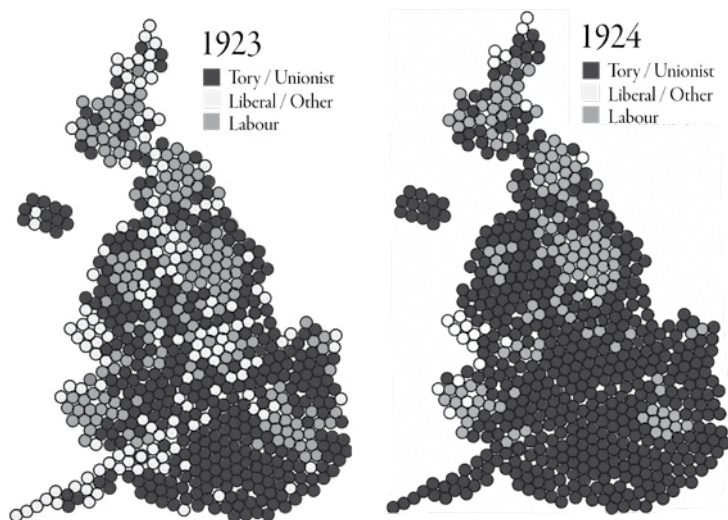 1923
Tory / Unionist
Liberal / Other
Labour
1924
Tory / Unionist
Liberal / Other
Labour